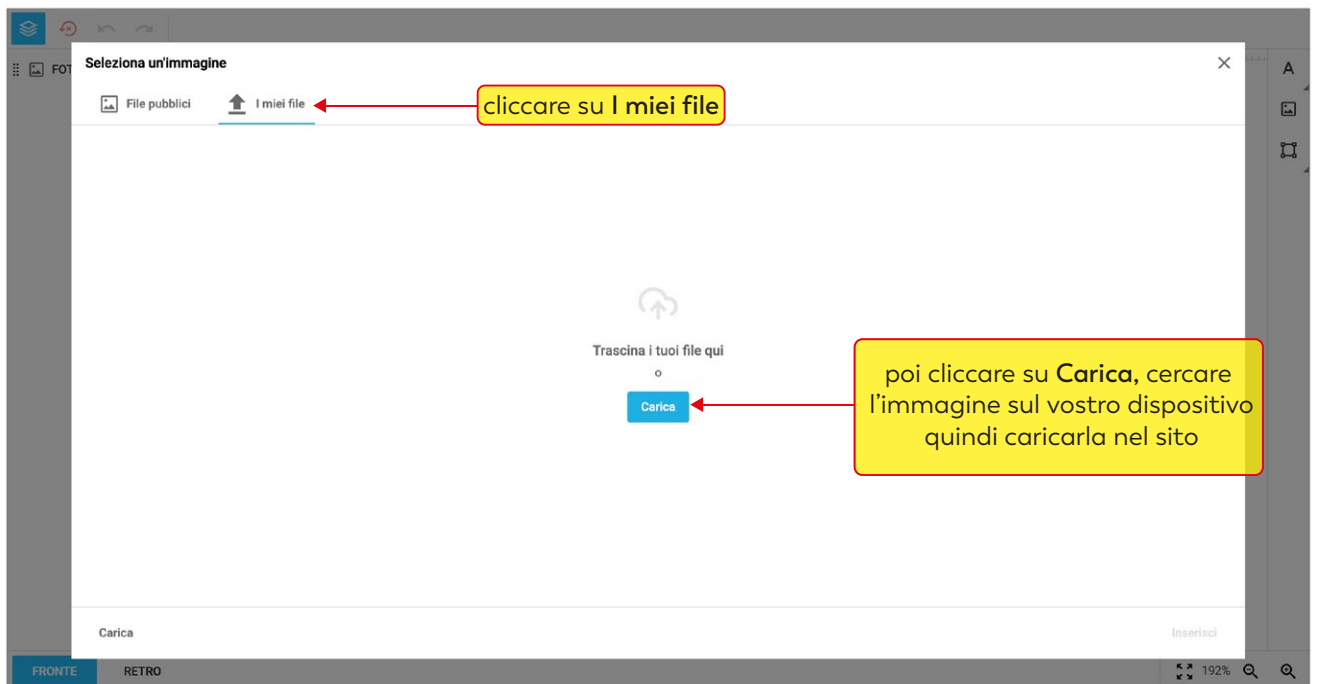 FOT
Seleziona un'immagine
File pubblici
I miei file
cliccare su I miei file
Trascina i tuoi file qui
o
Carica
poi cliccare su Carica, cercare
l'immagine sul vostro dispositivo
quindi caricarla nel sito
Carica
Inserisci
FRONTE
RETRO
192%
A